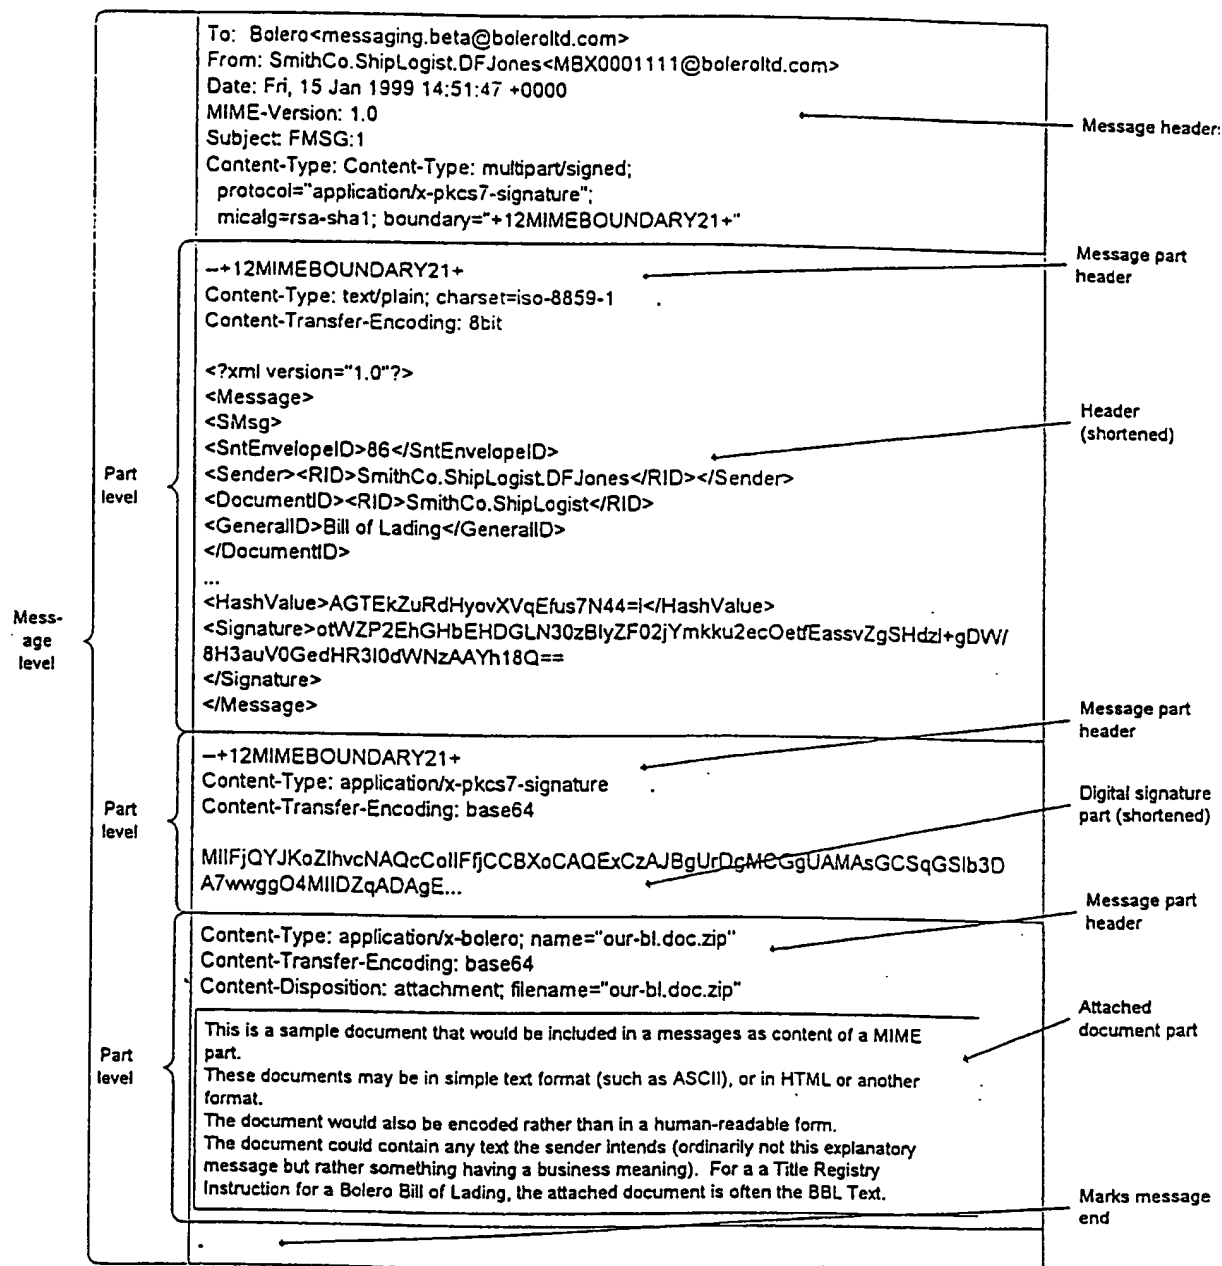 To: Bolero<messaging.beta@boleroltd.com>
From: SmithCo.ShipLogist.DFJones<MBX0001111@boleroltd.com>
Date: Fri, 15 Jan 1999 14:51:47 +0000
MIME-Version: 1.0
Subject: FMSG:1
Content-Type: Content-Type: multipart/signed;
protocol="application/x-pkcs7-signature";
micalg=rsa-sha1; boundary="+12MIMEBOUNDARY21+"
Message header:
--+12MIMEBOUNDARY21+
Content-Type: text/plain; charset=iso-8859-1
Content-Transfer-Encoding: 8bit
Message part
header
<?xml version="1.0"?>
<Message>
<SMsg>
<SntEnvelopeID>86</SntEnvelopeID>
<Sender><RID>SmithCo.ShipLogist.DFJones</RID></Sender>
<DocumentID><RID>SmithCo.ShipLogist</RID>
<GeneralID>Bill of Lading</GeneralID>
</DocumentID>
...
<HashValue>AGTEkZuRdHyovXVqEfus7N44=</HashValue>
<Signature>otWZP2EhGHbEHDGLN30zBlyZF02jYmkku2ecOetfEassvZgSHdzI+gDW/
8H3auV0GedHR3I0dWNzAAYh18Q==
</Signature>
</Message>
Header
(shortened)
Part
level
Mess-
age
level
--+12MIMEBOUNDARY21+
Content-Type: application/x-pkcs7-signature
Content-Transfer-Encoding: base64
Message part
header
MIIFjQYJKoZIhvcNAQcCoIIFfjCCBXoCAQExCzAJBgUrDgMCGgUAMAsGCSqGSIb3D
A7wwggO4MIIDZqADAgE...
Digital signature
part (shortened)
Part
level
Content-Type: application/x-bolero; name="our-bl.doc.zip"
Content-Transfer-Encoding: base64
Content-Disposition: attachment; filename="our-bl.doc.zip"
Message part
header
This is a sample document that would be included in a messages as content of a MIME
part.
These documents may be in simple text format (such as ASCII), or in HTML or another
format.
The document would also be encoded rather than in a human-readable form.
The document could contain any text the sender intends (ordinarily not this explanatory
message but rather something having a business meaning). For a a Title Registry
Instruction for a Bolero Bill of Lading, the attached document is often the BBL Text.
Attached
document part
Part
level
.
Marks message
end